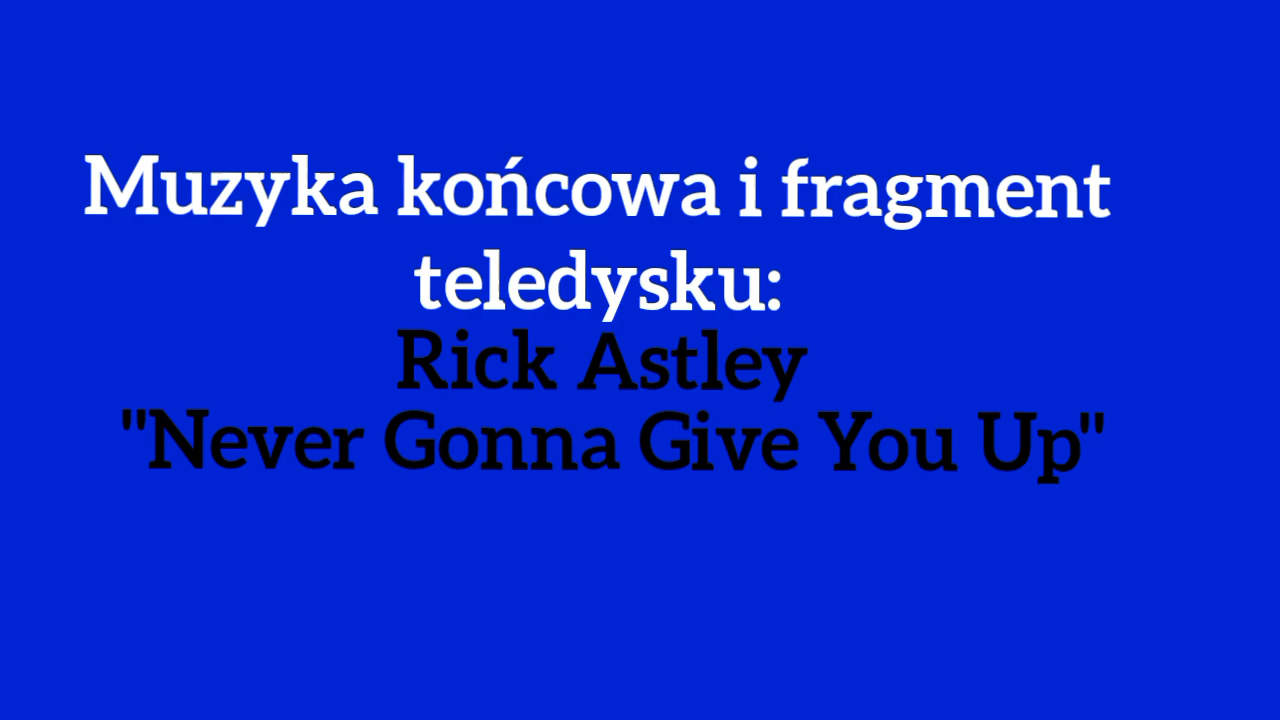 Muzyka końcowa i fragment
teledysku:
Rick Astley
"Never Gonna Give You Up"